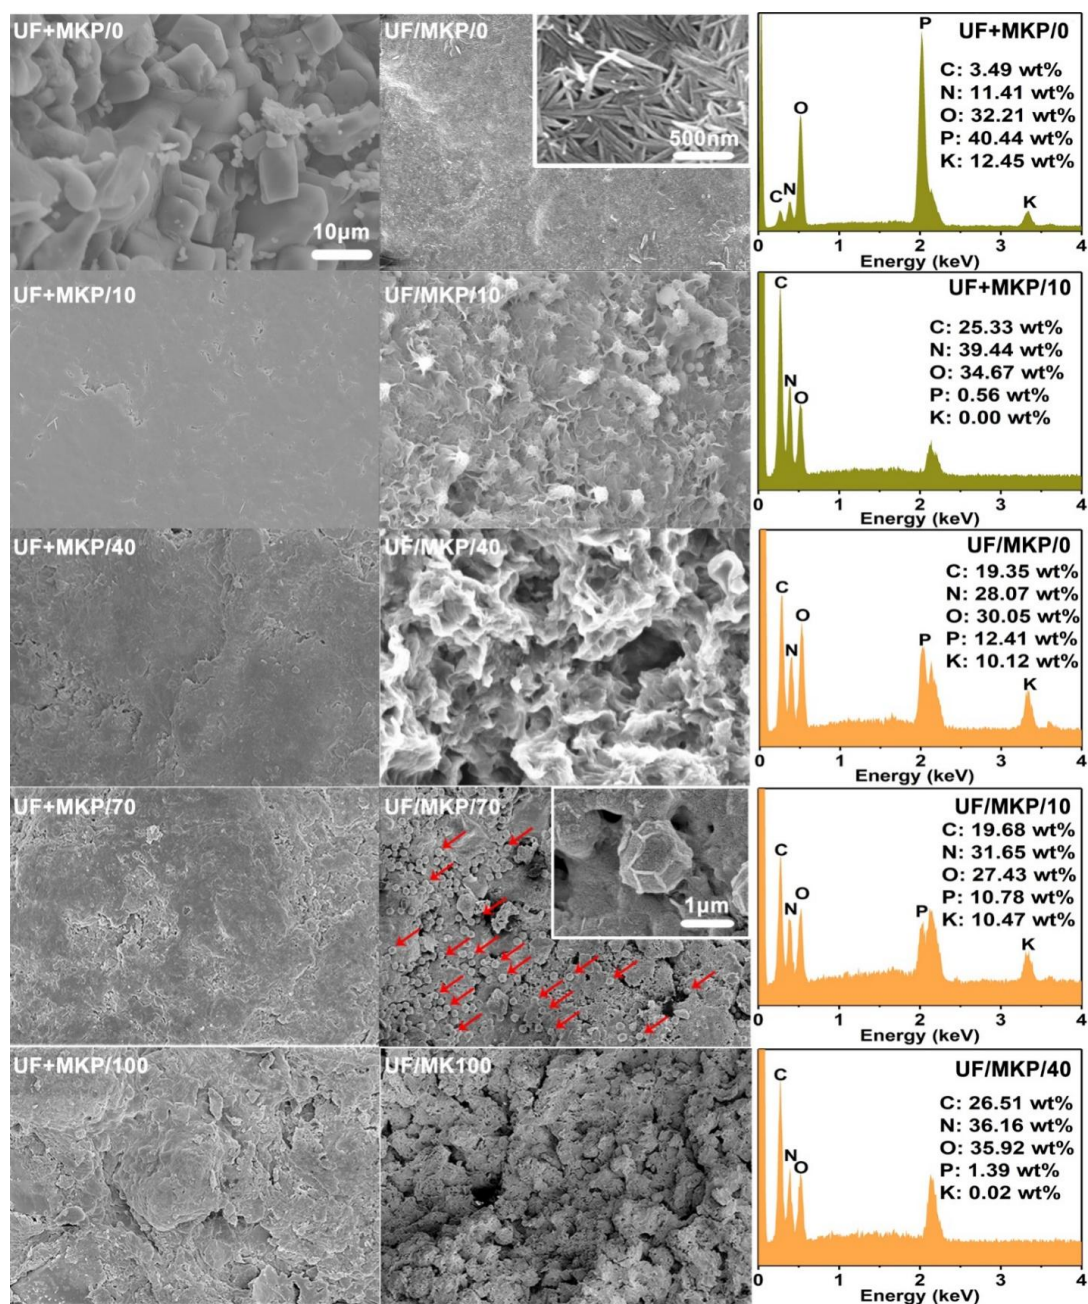 UF+MKP/0
10μm
UF/MKP/0
500nm
UF+MKP/0
C: 3.49 wt%
N: 11.41 wt%
O: 32.21 wt%
P: 40.44 wt%
K: 12.45 wt%
C
N
O
P
K
0 1 2 3 4
Energy (keV)
UF+MKP/10
UF/MKP/10
UF+MKP/10
C: 25.33 wt%
N: 39.44 wt%
O: 34.67 wt%
P: 0.56 wt%
K: 0.00 wt%
C
N
O
0 1 2 3 4
Energy (keV)
UF+MKP/40
UF/MKP/40
UF/MKP/0
C: 19.35 wt%
N: 28.07 wt%
O: 30.05 wt%
P: 12.41 wt%
K: 10.12 wt%
C
N
O
P
K
0 1 2 3 4
Energy (keV)
UF+MKP/70
UF/MKP/70
1μm
UF/MKP/10
C: 19.68 wt%
N: 31.65 wt%
O: 27.43 wt%
P: 10.78 wt%
K: 10.47 wt%
C
N
O
P
K
0 1 2 3 4
Energy (keV)
UF+MKP/100
UF/MK100
UF/MKP/40
C: 26.51 wt%
N: 36.16 wt%
O: 35.92 wt%
P: 1.39 wt%
K: 0.02 wt%
C
N
O
0 1 2 3 4
Energy (keV)